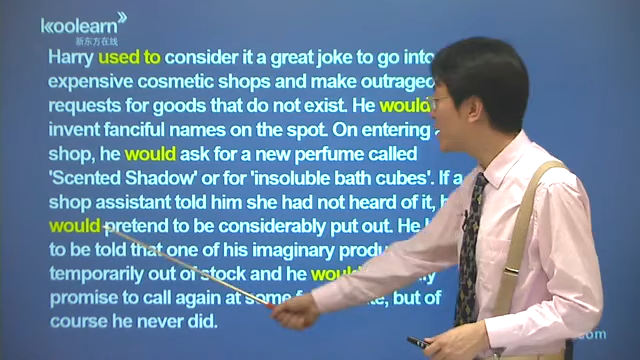 koolearn
新东方在线
Harry used to consider it a great joke to go into
expensive cosmetic shops and make
requests for goods that do not exist. He would
invent fanciful names on the spot. On entering
shop, he would ask for a new perfume called
'Scented Shadow' or for 'insoluble bath cubes'. If a
shop assistant told him she had not heard of it,
would pretend to be considerably put out. He
to be told that one of his imaginary
temporarily out of stock and he would
promise to call again at some but of
course he never did.
.com